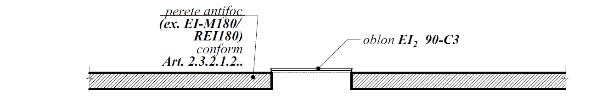 perete antifoc
(ex. EI-M180/
REI180)
conform
Art. 2.3.2.1.2..
oblon EI₂ 90-C3